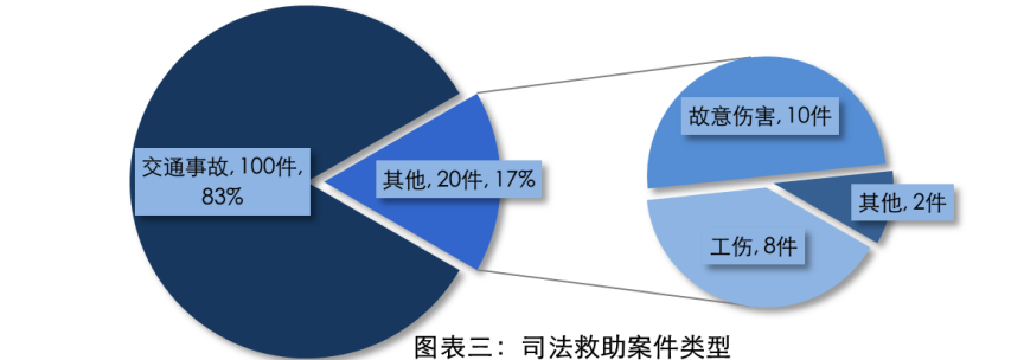 交通事故, 100件,
83%
其他, 20件, 17%
故意伤害, 10件
其他, 2件
工伤, 8件
图表三：司法救助案件类型